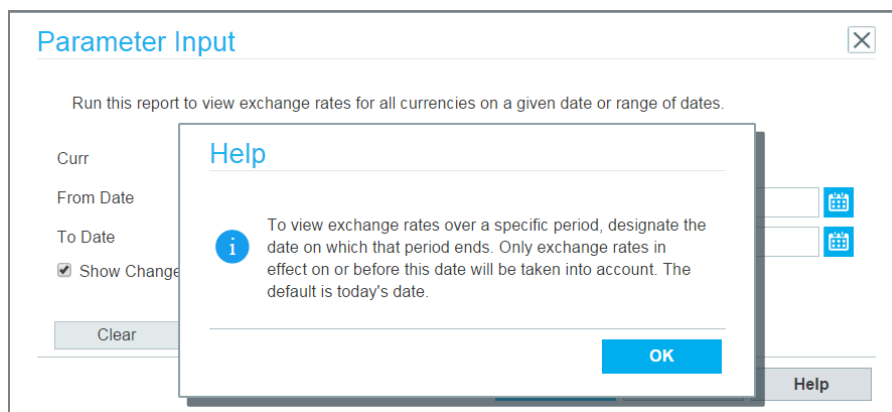 Parameter Input
Run this report to view exchange rates for all currencies on a given date or range of dates.
Help
Curr
From Date
To Date
Show Change
To view exchange rates over a specific period, designate the
date on which that period ends. Only exchange rates in
effect on or before this date will be taken into account. The
default is today's date.
Clear
OK
Help